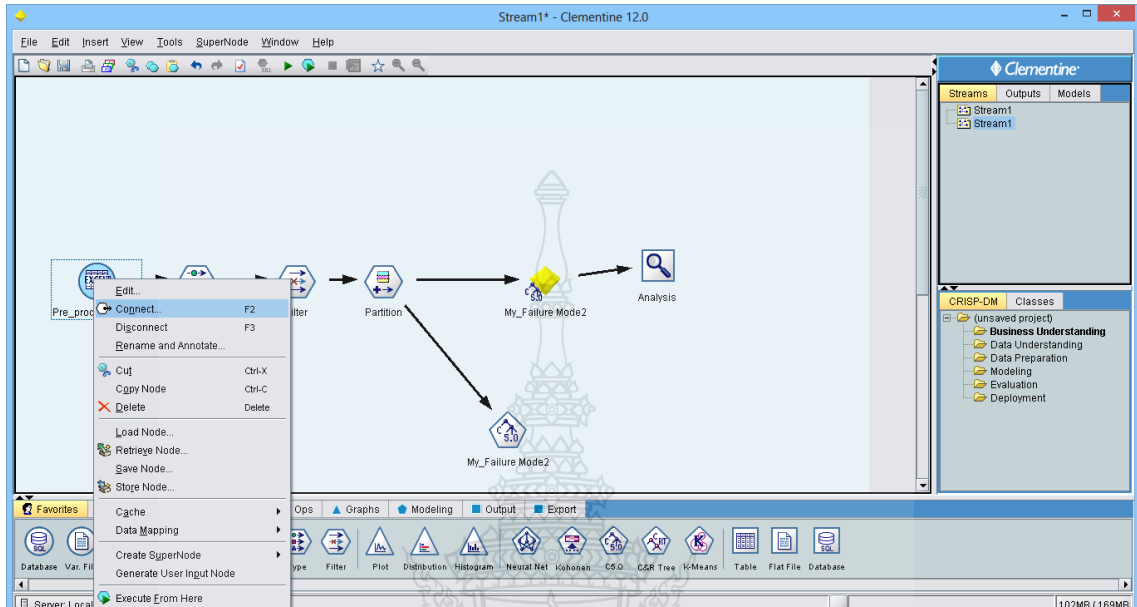 Stream1* - Clementine 12.0
File Edit Insert View Tools SuperNode Window Help
Clementine
Streams Outputs Models
Stream1
Stream1
Pre_proc
EXCEL
ilter
Partition
C 5.0
My_Failure Mode2
Analysis
C 5.0
My_Failure Mode2
Edit...
Connect... F2
Disconnect F3
Rename and Annotate...
Cut Ctrl-X
Copy Node Ctrl-C
Delete Delete
Load Node...
Retrieve Node...
Save Node...
Store Node...
Cache
Data Mapping
Create SuperNode
Generate User Input Node
Execute From Here
CRISP-DM Classes
(unsaved project)
Business Understanding
Data Understanding
Data Preparation
Modeling
Evaluation
Deployment
Favorites Ops Graphs Modeling Output Export
Database Var. Fil ype Filter Plot Distribution Histogram Neural Net Kohonen C5.0 C&R Tree K-Means Table Flat File Database
Server: Local 102MB / 169MB